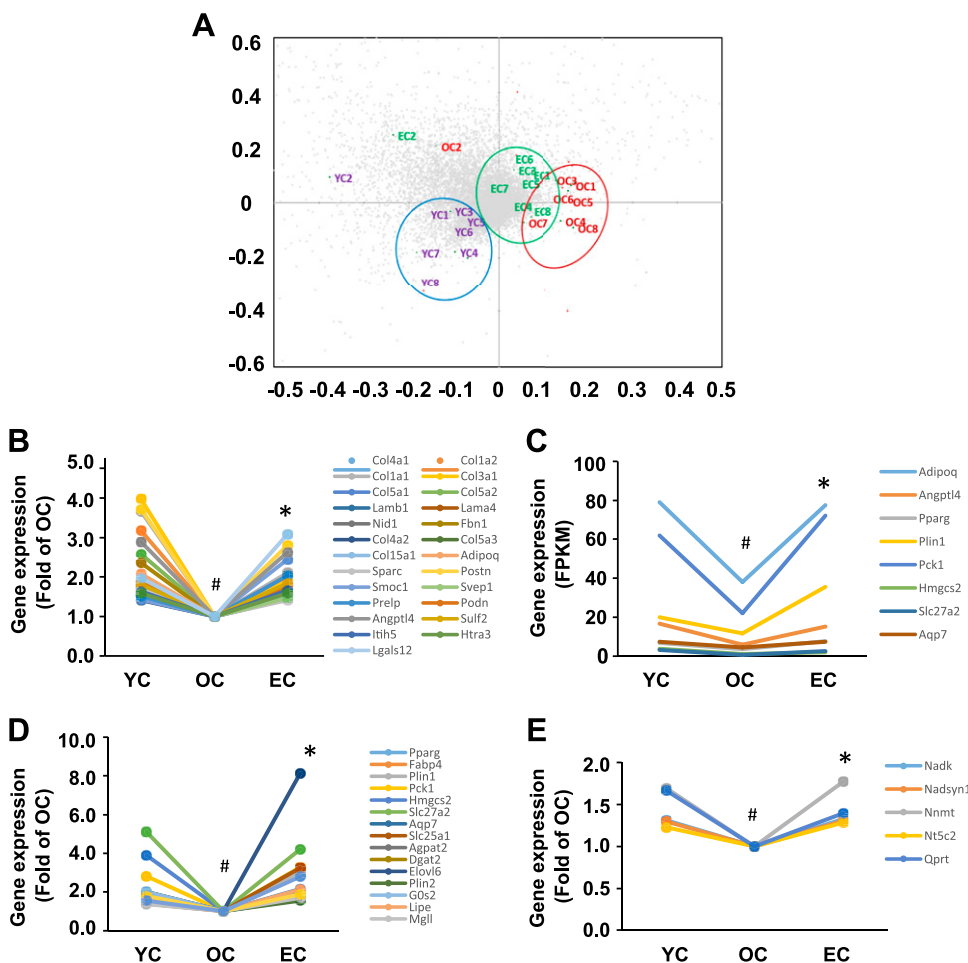 A
0.6
0.4
0.2
0
-0.2
-0.4
-0.6
-0.5 -0.5 -0.4 -0.2 -0.1 0 0.1 0.2 0.3 0.4 0.5
EC2
OC2
YC2
EC6
EC3
EC1
EC7
EC5
OC3
OC1
OC6
OC5
EC4
EC8
OC7
OC4
OC8
YC1
YC3
YC5
YC6
YC7
YC4
YC8
B
Gene expression
(Fold of OC)
5.0
4.0
3.0
2.0
1.0
0.0
#
*
YC OC EC
Col4a1 Col1a2
Col1a1 Col3a1
Col5a1 Col5a2
Lamb1 Lama4
Nid1 Fbn1
Col4a2 Col5a3
Col15a1 Adipoq
Sparc Postn
Smoc1 Svep1
Prelp Podn
Angptl4 Sulf2
Itih5 Htra3
Lgals12
C
Gene expression
(FPKM)
100
80
60
40
20
0
#
*
YC OC EC
Adipoq
Angptl4
Pparg
Plin1
Pck1
Hmgcs2
Slc27a2
Aqp7
D
Gene expression
(Fold of OC)
10.0
8.0
6.0
4.0
2.0
0.0
#
*
YC OC EC
Pparg
Fabp4
Plin1
Pck1
Hmgcs2
Slc27a2
Aqp7
Slc25a1
Agpat2
Dgat2
Elovl6
Plin2
G0s2
Lipe
Mgll
E
Gene expression
(Fold of OC)
2.0
1.5
1.0
0.5
0.0
#
*
YC OC EC
Nadk
Nadsyn1
Nnmt
Nt5c2
Qprt